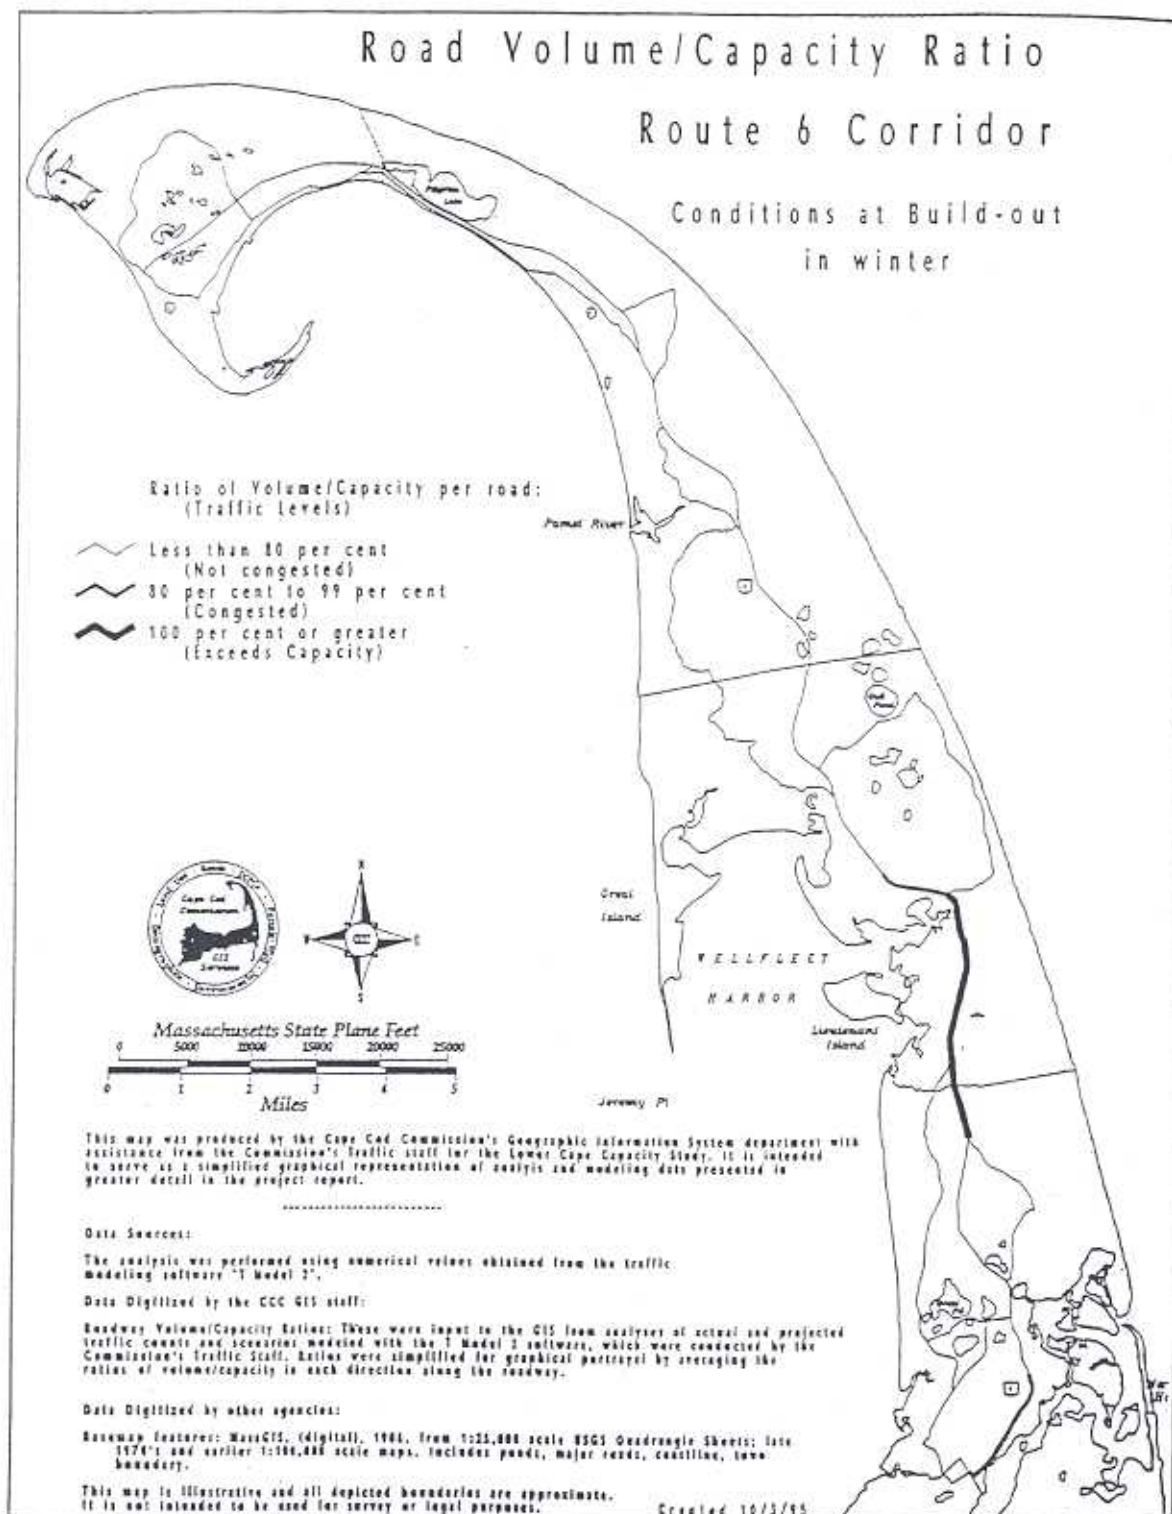 Road Volume/Capacity Ratio
Route 6 Corridor
Conditions at Build-out
in winter
Pilgrim
Lake
Ratio of Volume/Capacity per road:
(Traffic Levels)
Less than 80 per cent
(Not congested)
80 per cent to 99 per cent
(Congested)
100 per cent or greater
(Exceeds Capacity)
Pamet River
Gull
Pond
Great
Island
WELLFLEET
HARBOR
Lieutenant
Island
Jeremy Pt
Cape Cod
Commission
GIS
N
W
E
S
Massachusetts State Plane Feet
0 5000 10000 15000 20000 25000
0 1 2 3 4 5
Miles
This map was produced by the Cape Cod Commission's Geographic Information System department with
assistance from the Commission's Traffic staff for the Lower Cape Capacity Study. It is intended
to serve as a simplified graphical representation of analyis and modeling data presented in
greater detail in the project report.
Data Sources:
The analysis was performed using numerical values obtained from the traffic
modeling software "T Model 2".
Data Digitized by the CCC GIS staff:
Roadway Volume/Capacity Ratios: These were input to the GIS from analyses of actual and projected
traffic counts and scenarios modeled with the T Model 2 software, which were conducted by the
Commission's Traffic Staff. Ratios were simplified for graphical portrayal by averaging the
ratios of volume/capacity in each direction along the roadway.
Data Digitized by other agencies:
Basemap features: MassGIS, (digital), from 1:25,000 scale USGS Quadrangle Sheets; late
1970's and earlier 1:100,000 scale maps, includes ponds, major roads, coastline, town
boundary.
This map is illustrative and all depicted boundaries are approximate.
It is not intended to be used for survey or legal purposes.
Created 10/3/95